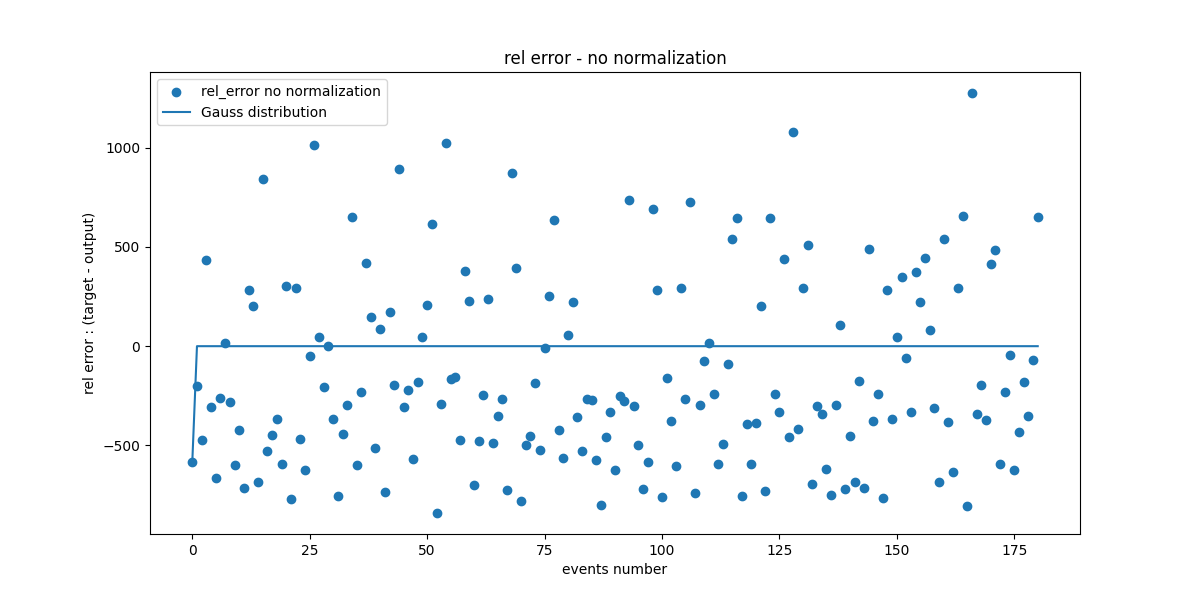 rel error - no normalization
rel_error no normalization
Gauss distribution
rel error : (target - output)
1000
500
0
−500
0 25 50 75 100 125 150 175
events number